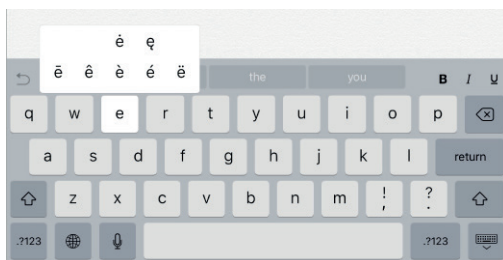 ė ę
ē ê è é ë
the you B I U
q w e r t y u i o p
a s d f g h j k l return
z x c v b n m ! , ? .
.?123 .?123